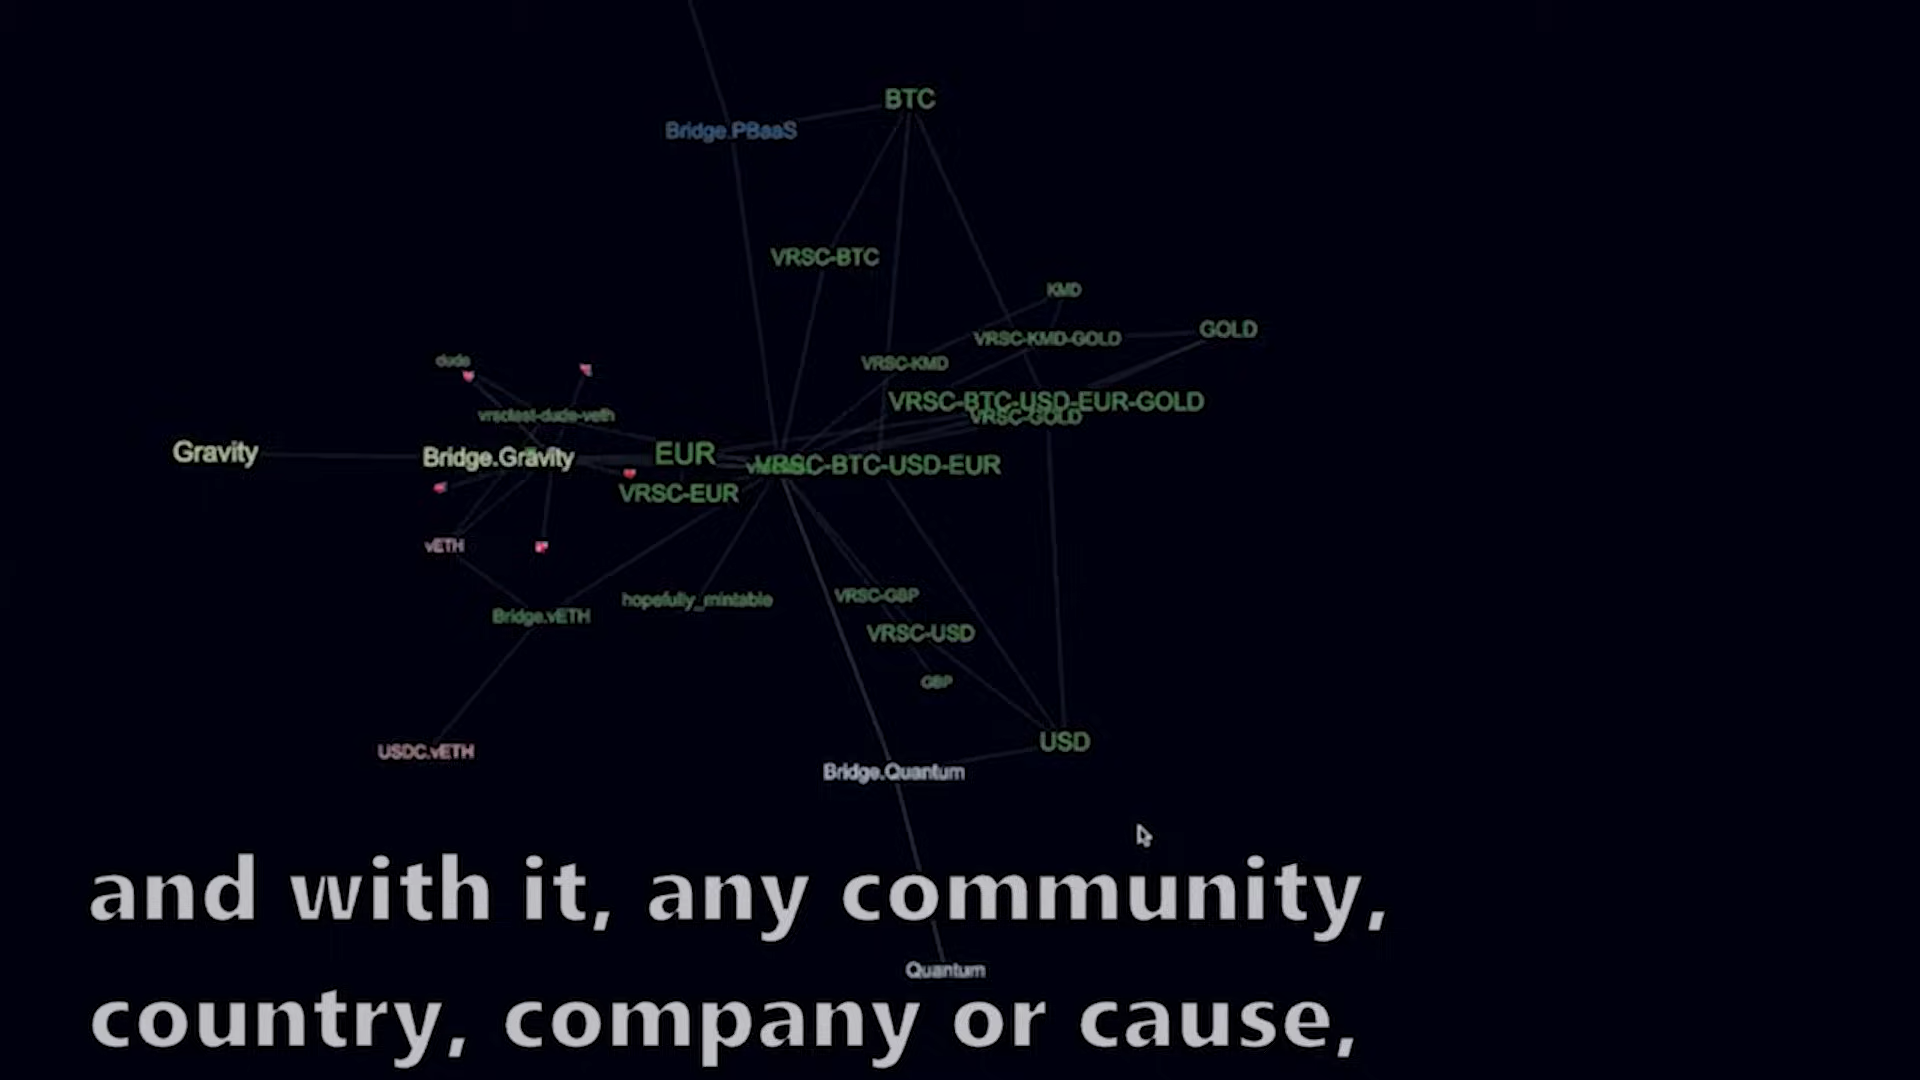 BTC
Bridge.PBaaS
VRSC-BTC
KMD
GOLD
VRSC-KMD-GOLD
dude
VRSC-KMD
VRSC-BTC-USD-EUR-GOLD
vrsctest-dude-veth
VRSC-GOLD
Gravity
Bridge.Gravity
EUR
VRSC-BTC-USD-EUR
VRSC-EUR
vETH
VRSC-GBP
hopefully_mintable
Bridge.vETH
VRSC-USD
GBP
USD
USDC.vETH
Bridge.Quantum
and with it, any community,
Quantum
country, company or cause,